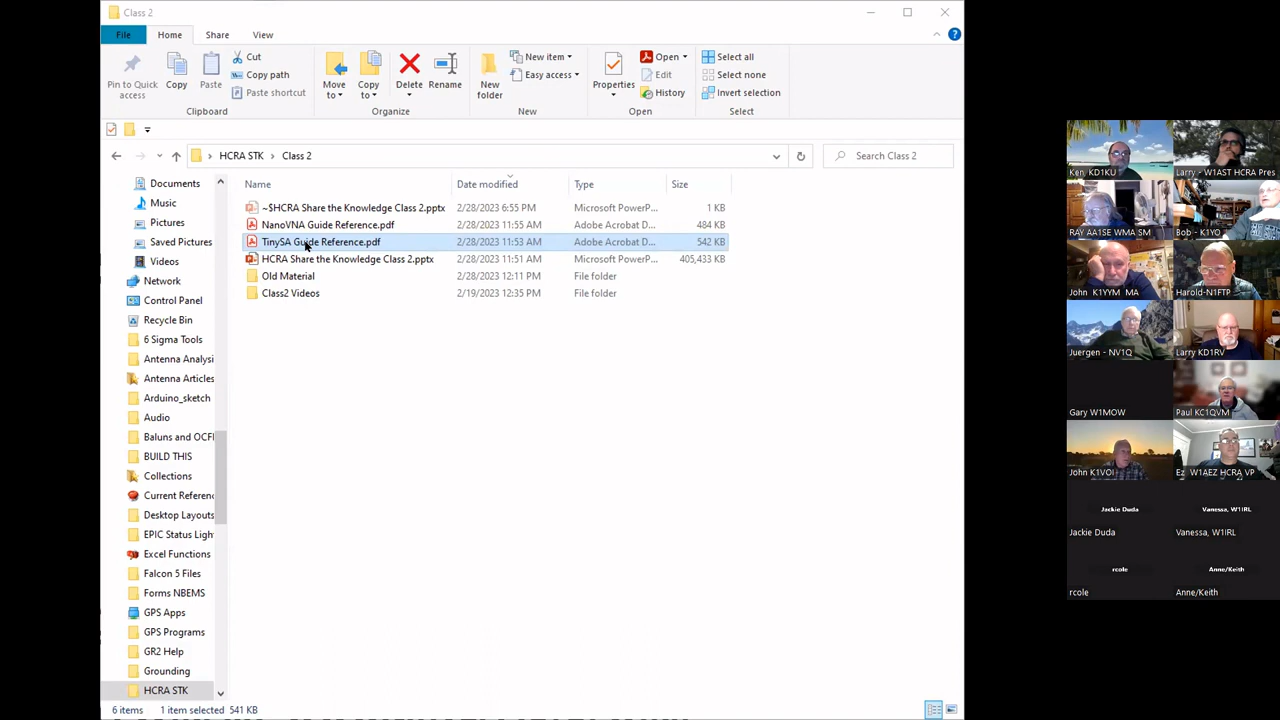 Class 2
File
Home
Share
View
Pin to Quick access
Copy
Paste
Cut
Copy path
Paste shortcut
Clipboard
Move to
Copy to
Delete
Rename
Organize
New folder
New item
Easy access
New
Properties
Open
Edit
History
Open
Select all
Select none
Invert selection
Select
HCRA STK > Class 2
Search Class 2
Name Date modified Type Size
~$HCRA Share the Knowledge Class 2.pptx 2/28/2023 6:55 PM Microsoft PowerP... 1 KB
NanoVNA Guide Reference.pdf 2/28/2023 11:55 AM Adobe Acrobat D... 484 KB
TinySA Guide Reference.pdf 2/28/2023 11:53 AM Adobe Acrobat D... 542 KB
HCRA Share the Knowledge Class 2.pptx 2/28/2023 11:51 AM Microsoft PowerP... 405,433 KB
Old Material 2/28/2023 12:11 PM File folder
Class2 Videos 2/19/2023 12:35 PM File folder
Documents
Music
Pictures
Saved Pictures
Videos
Network
Control Panel
Recycle Bin
6 Sigma Tools
Antenna Analysi
Antenna Articles
Arduino_sketch
Audio
Baluns and OCF
BUILD THIS
Collections
Current Referenc
Desktop Layouts
EPIC Status Ligh
Excel Functions
Falcon 5 Files
Forms NBEMS
GPS Apps
GPS Programs
GR2 Help
Grounding
HCRA STK
6 items 1 item selected 541 KB
Ken, KD1KU
Larry - W1AST HCRA Pres
RAY AA1SE WMA SM
Bob - K1YO
John K1YYM MA
Harold-N1FTP
Juergen - NV1Q
Larry KD1RV
Gary W1MOW
Paul KC1QVM
John K1VOI
Ez W1AEZ HCRA VP
Jackie Duda
Jackie Duda
Vanessa, W1IRL
Vanessa, W1IRL
rcole
rcole
Anne/Keith
Anne/Keith